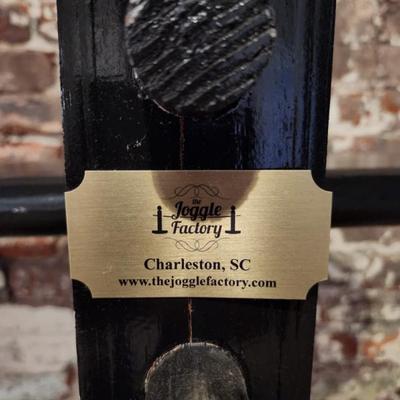 the
Joggle
Factory
Charleston, SC
www.thejogglefactory.com